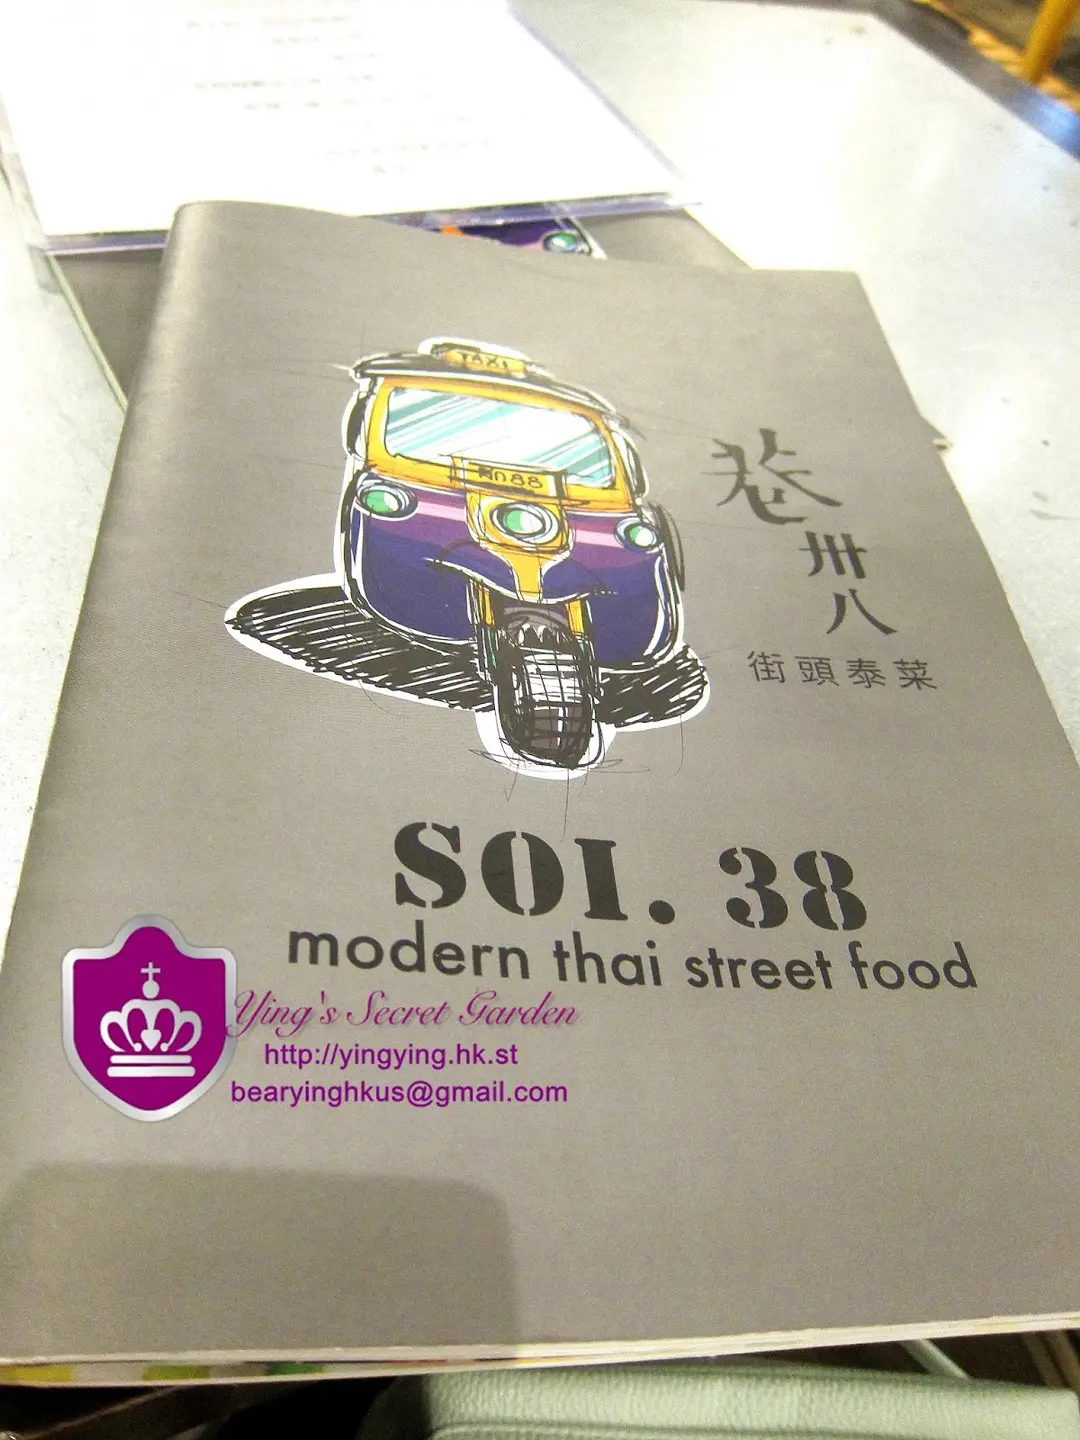 TAXI
巷
卅
八
街頭泰菜
SOI. 38
modern thai street food
Ying's Secret Garden
http://yingying.hk.st
bearyinghkus@gmail.com